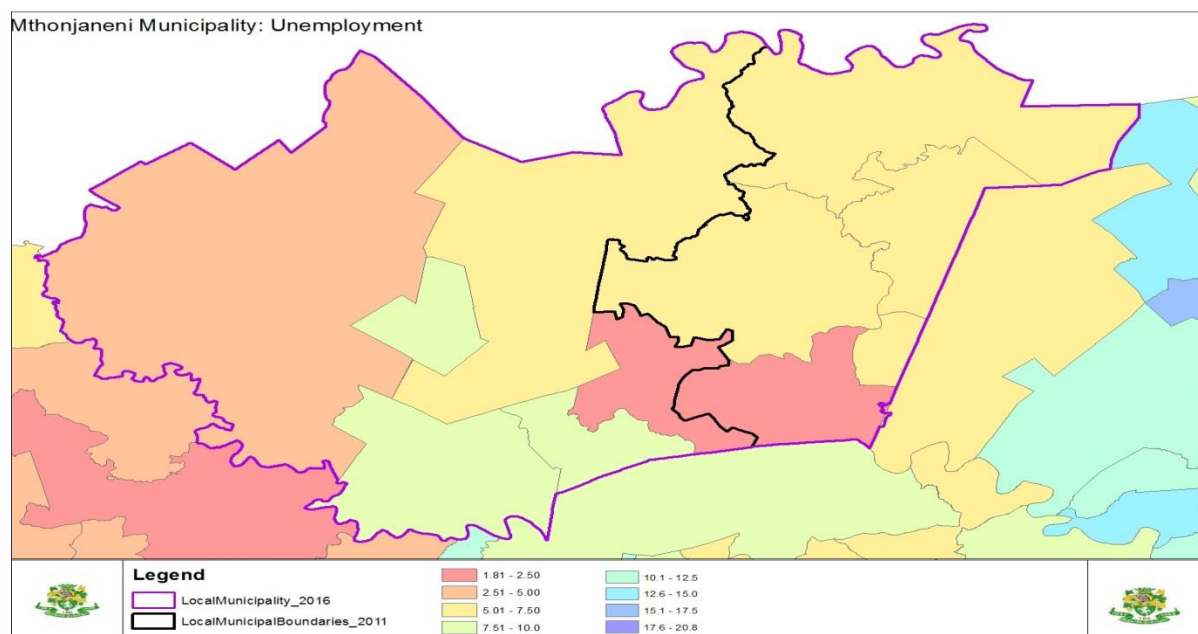 Mthonjaneni Municipality: Unemployment
Legend
LocalMunicipality_2016
LocalMunicipalBoundaries_2011
1.81 - 2.50
2.51 - 5.00
5.01 - 7.50
7.51 - 10.0
10.1 - 12.5
12.6 - 15.0
15.1 - 17.5
17.6 - 20.8